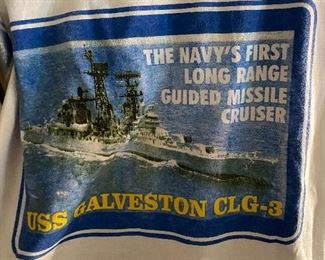 THE NAVY'S FIRST
LONG RANGE
GUIDED MISSILE
CRUISER
USS GALVESTON CLG-3